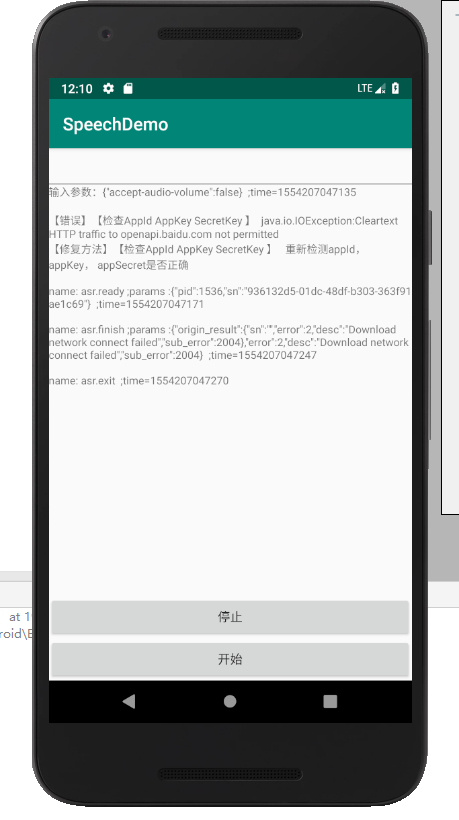 12:10
LTE
SpeechDemo
输入参数：{"accept-audio-volume":false} ;time=1554207047135
【错误】【检查AppId AppKey SecretKey 】 java.io.IOException:Cleartext
HTTP traffic to openapi.baidu.com not permitted
【修复方法】【检查AppId AppKey SecretKey 】 重新检测appId，
appKey， appSecret是否正确
name: asr.ready ;params :{"pid":1536,"sn":"936132d5-01dc-48df-b303-363f91
ae1c69"} ;time=1554207047171
name: asr.finish ;params :{"origin_result":{"sn":"","error":2,"desc":"Download
network connect failed","sub_error":2004},"error":2,"desc":"Download network
connect failed","sub_error":2004} ;time=1554207047247
name: asr.exit ;time=1554207047270
停止
at 1
roid\E
开始